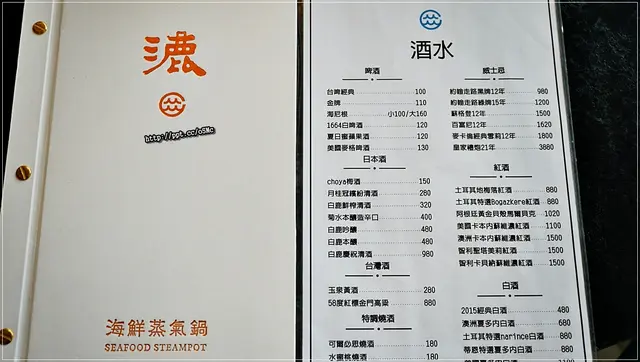 漉
http://ppt.cc/oSMc
海鮮蒸氣鍋
SEAFOOD STEAMPOT
酒水
啤酒
台啤經典 100
金牌 110
海尼根 小100/大160
1664白啤酒 120
夏日蜜蘋果酒 120
美國麥格啤酒 130
日本酒
choya梅酒 150
月桂冠繽紛清酒 280
白鹿鮮榨清酒 320
菊水本釀造辛口 400
白鹿吟釀 480
白鹿本釀 480
白鹿慶祝清酒 980
台灣酒
玉泉黃酒 280
58度紅標金門高粱 880
特調燒酒
可爾必思燒酒 180
水蜜桃燒酒 180
威士忌
約翰走路黑牌12年 980
約翰走路綠牌15年 1200
蘇格登12年 1500
百富尼12年 1620
麥卡倫經典雪莉12年 1800
皇家禮炮21年 3880
紅酒
土耳其地梅落紅酒 880
土耳其特選Bogazkere紅酒 880
阿根廷黃金貝殼馬爾貝克 1020
美國卡本內蘇維濃紅酒 1100
澳洲卡本內蘇維濃紅酒 1500
智利聖塔芙莉紅酒 1500
智利卡貝納蘇維濃紅酒 1500
白酒
2015經典白酒 480
澳洲夏多內白酒 680
土耳其特選narince白酒 880
蒂恩特選夏多內白酒 880